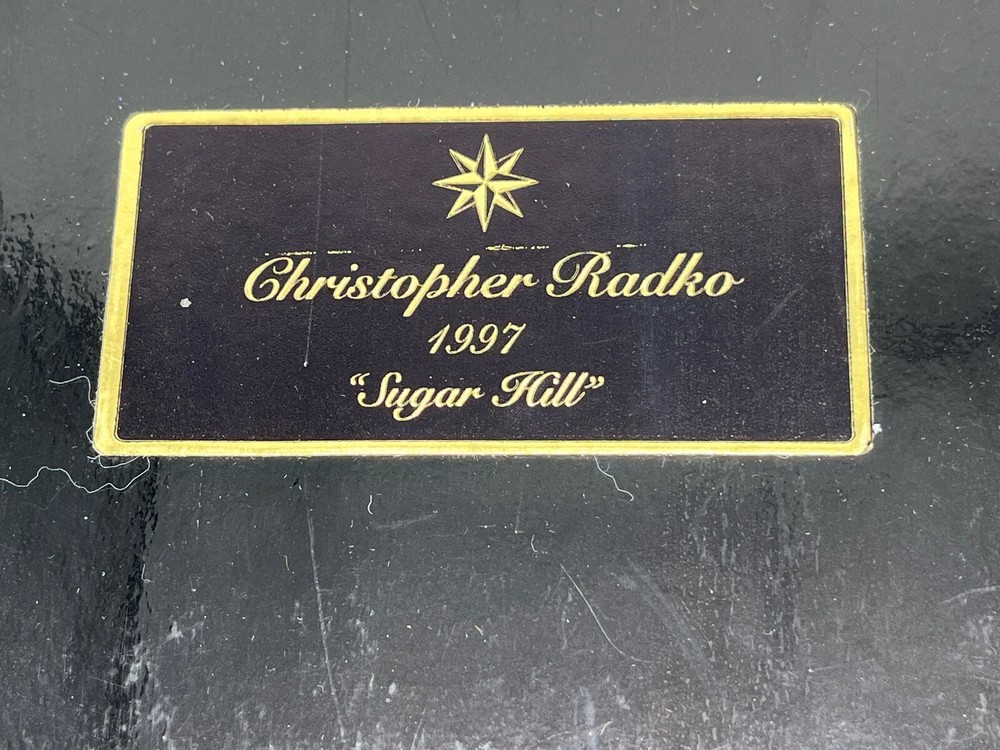 Christopher Radko
1997
“Sugar Hill”